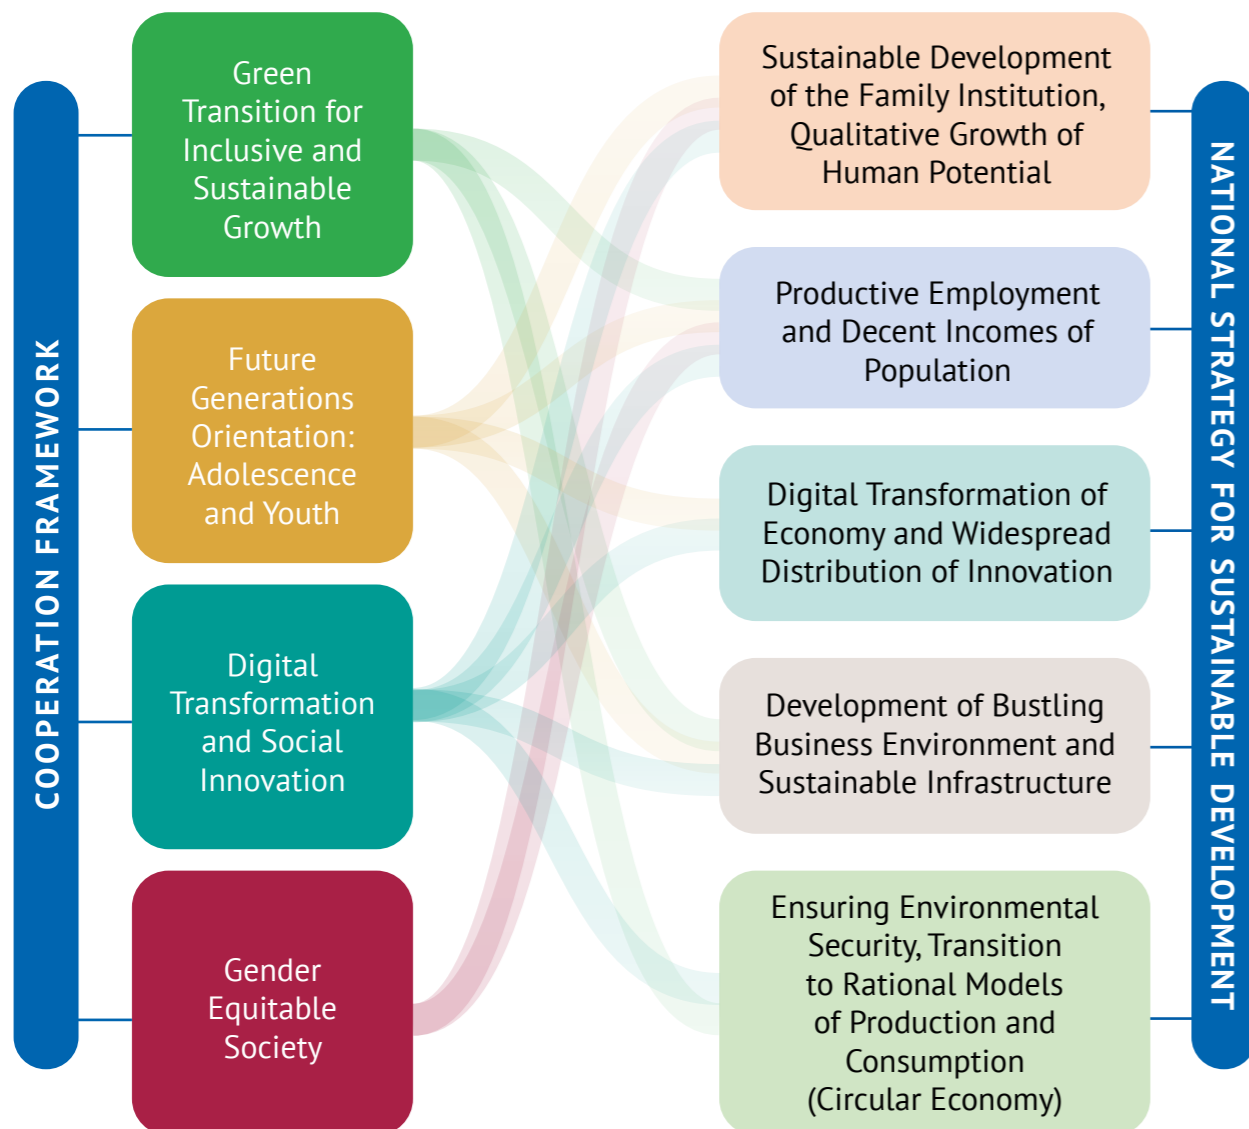 COOPERATION FRAMEWORK
Green
Transition for
Inclusive and
Sustainable
Growth
Future
Generations
Orientation:
Adolescence
and Youth
Digital
Transformation
and Social
Innovation
Gender
Equitable
Society
Sustainable Development
of the Family Institution,
Qualitative Growth of
Human Potential
Productive Employment
and Decent Incomes of
Population
Digital Transformation of
Economy and Widespread
Distribution of Innovation
Development of Bustling
Business Environment and
Sustainable Infrastructure
Ensuring Environmental
Security, Transition
to Rational Models
of Production and
Consumption
(Circular Economy)
NATIONAL STRATEGY FOR SUSTAINABLE DEVELOPMENT